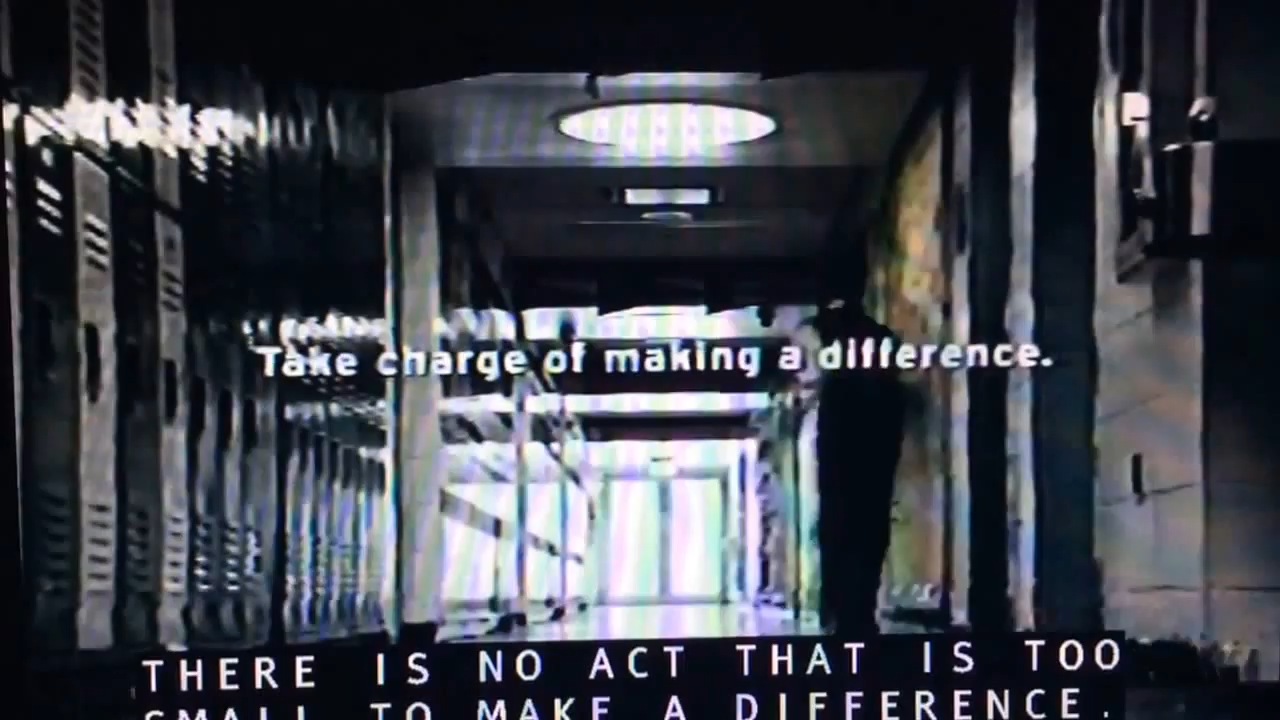 Take charge of making a difference.
THERE IS NO ACT THAT IS TOO
SMALL TO MAKE A DIFFERENCE.